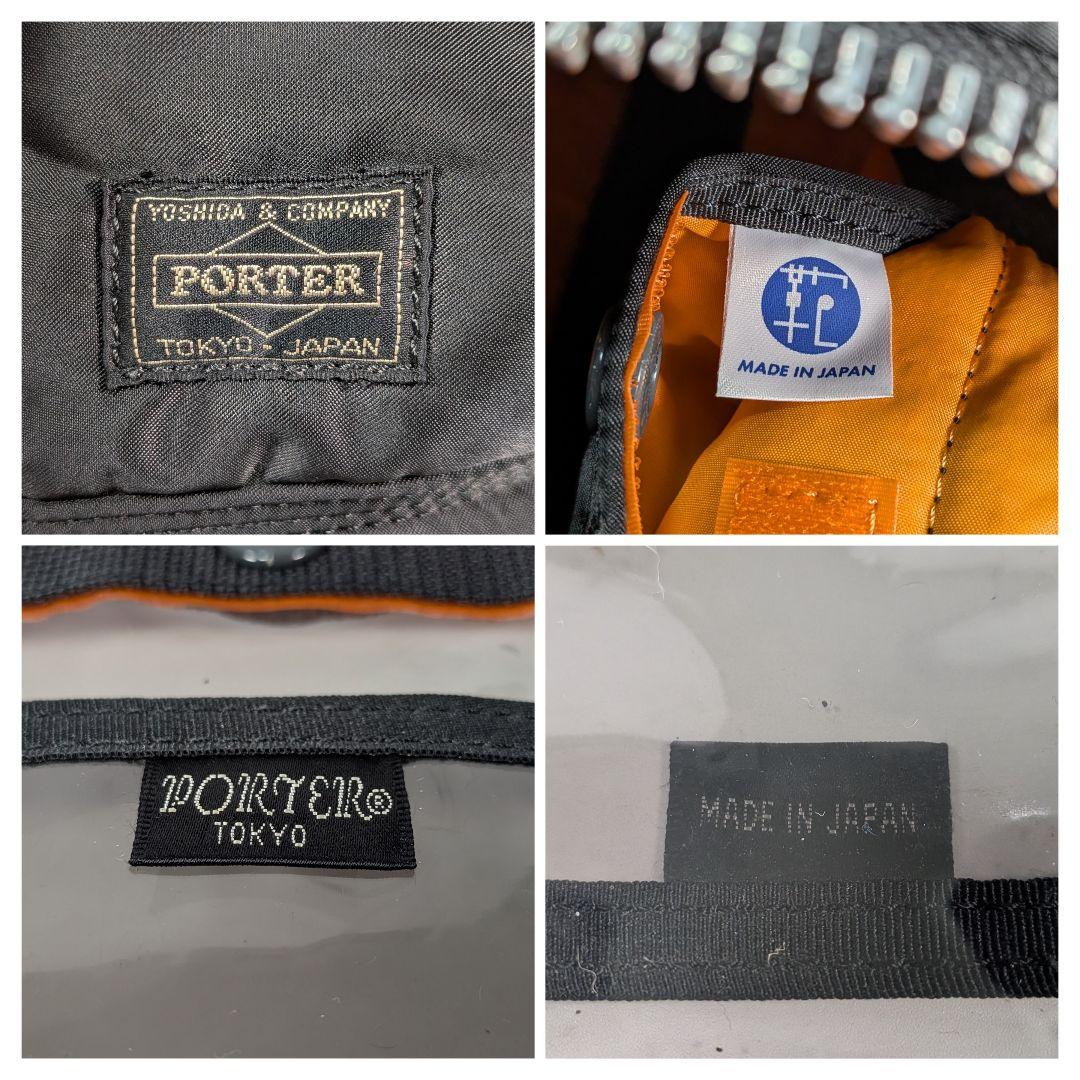 YOSHIDA & COMPANY
PORTER
TOKYO, JAPAN
MADE IN JAPAN
PORTER®
TOKYO
MADE IN JAPAN